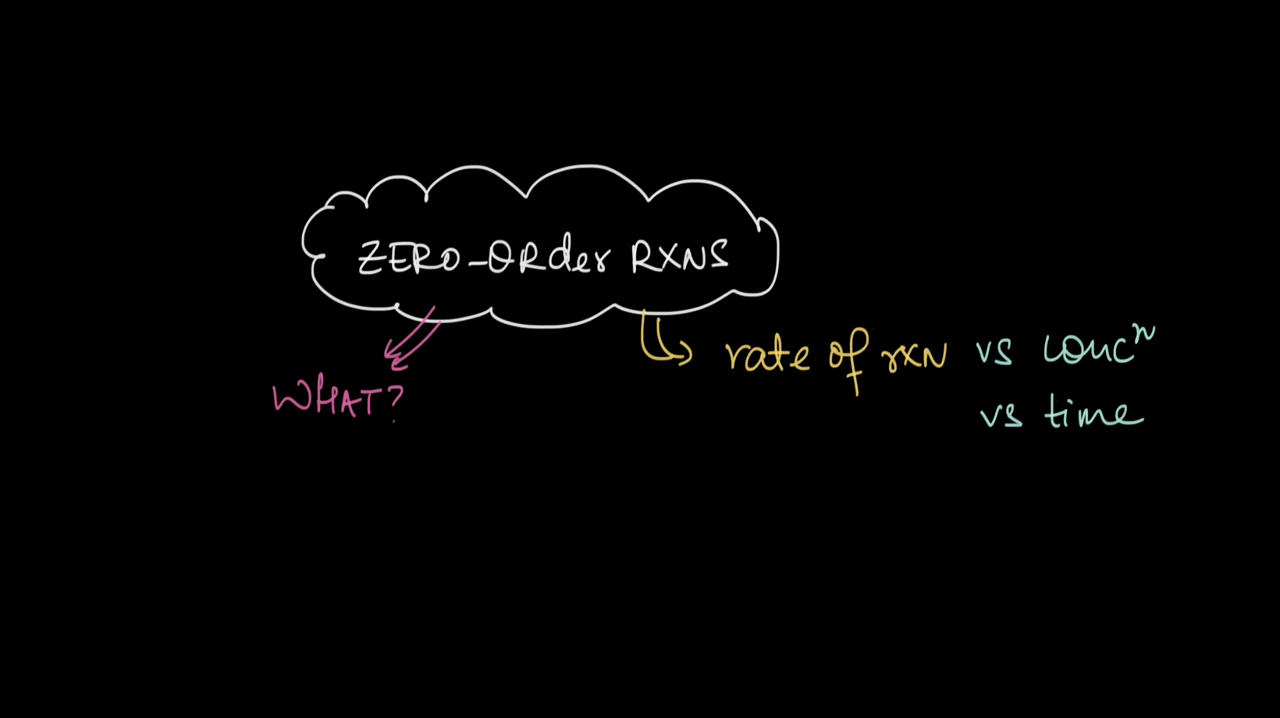 ZERO-ORder RXNS
rate of rxn vs concⁿ
WHAT?
vs time